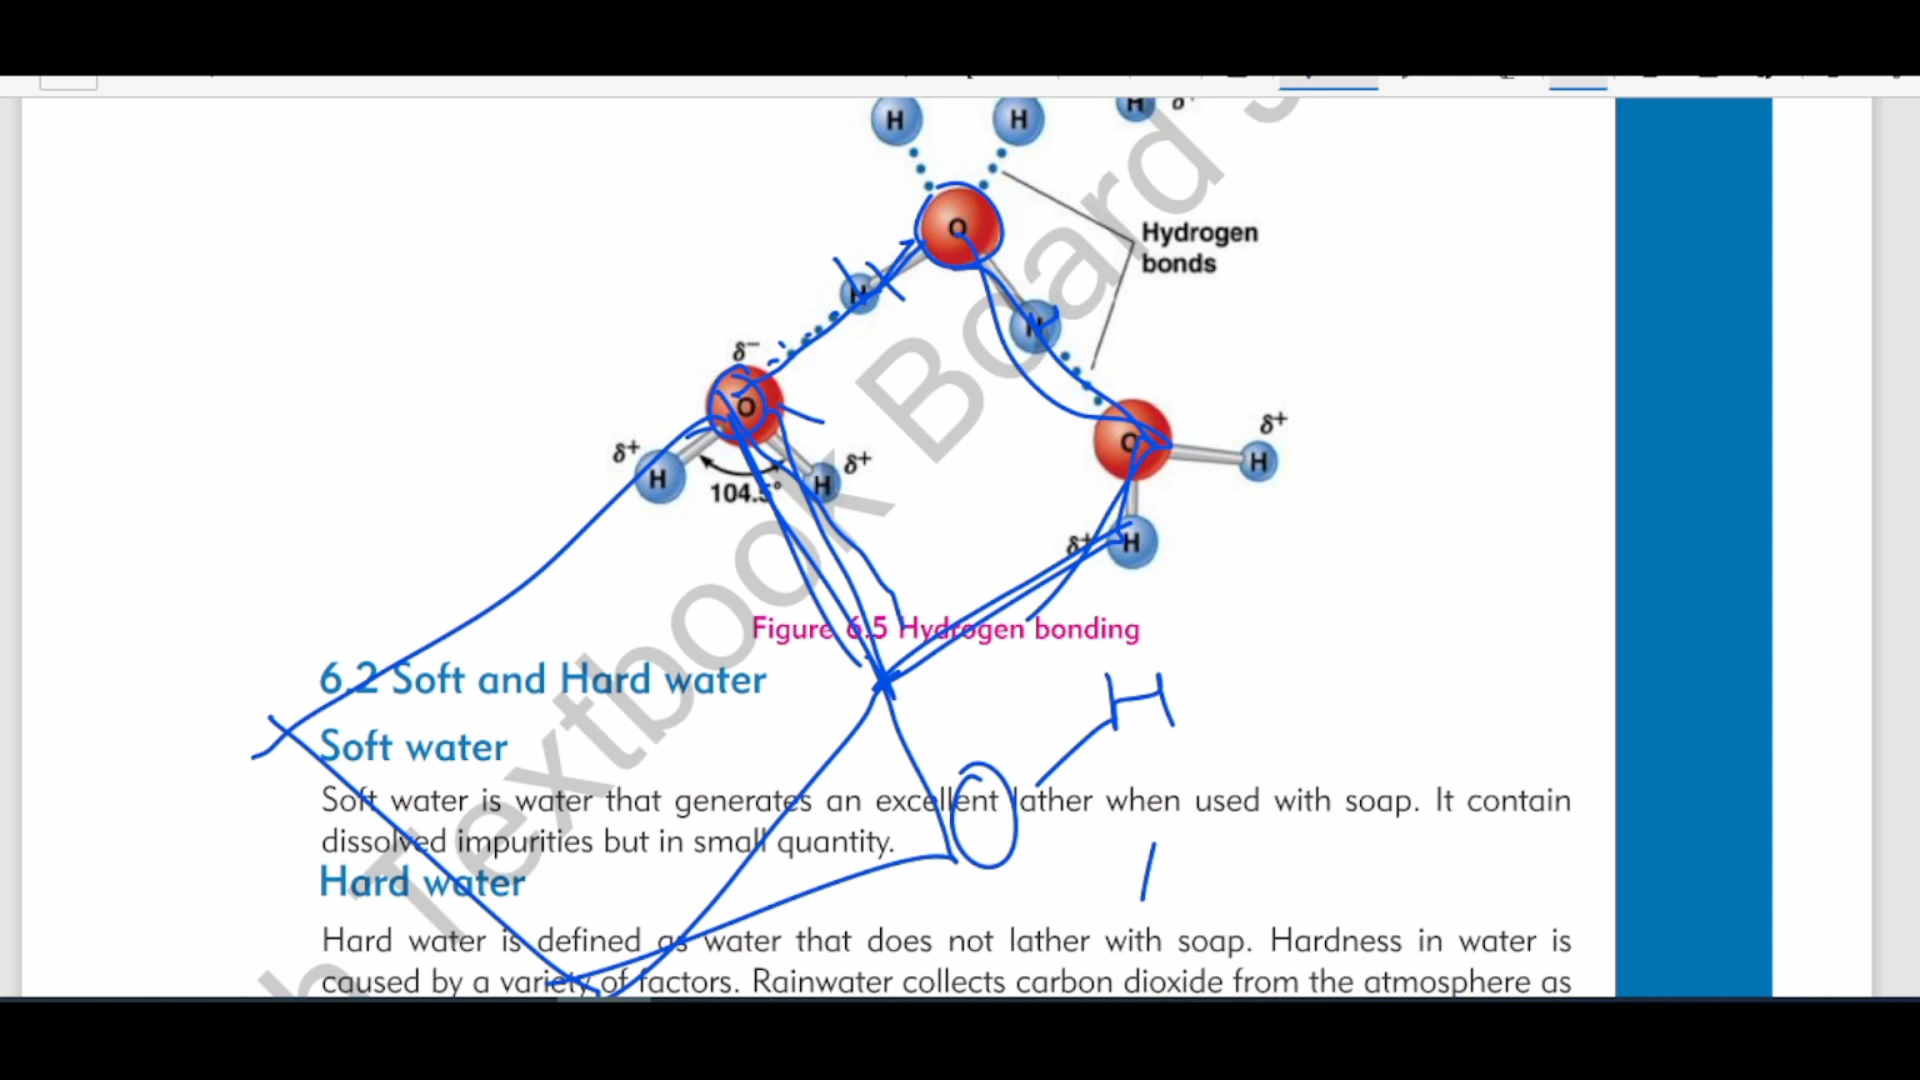 H H H δ+
O
Hydrogen
bonds
H
H
δ−
O
δ+
H
104.5°
H
δ+
O
δ+
H
δ+
H
Figure 6.5 Hydrogen bonding
6.2 Soft and Hard water
H
Soft water
O
Soft water is water that generates an excellent lather when used with soap. It contain
dissolved impurities but in small quantity.
Hard water
Hard water is defined as water that does not lather with soap. Hardness in water is
caused by a variety of factors. Rainwater collects carbon dioxide from the atmosphere as
Textbook Board